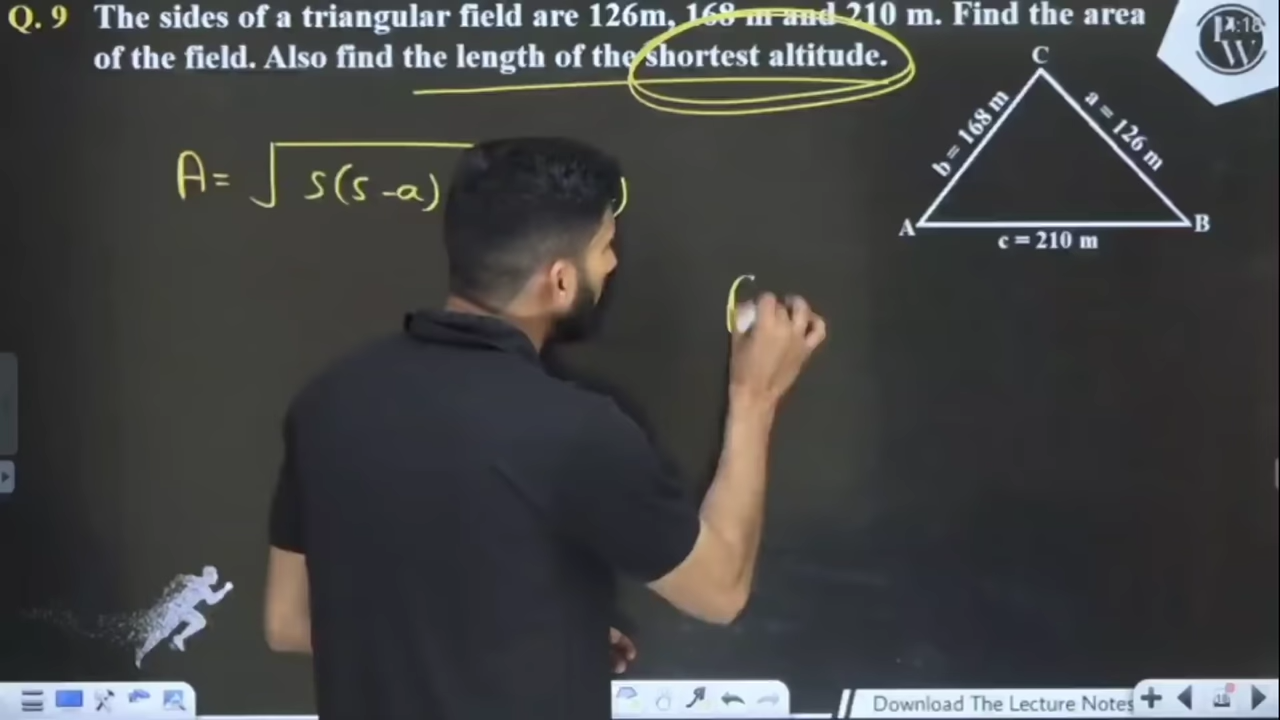 Q. 9 The sides of a triangular field are 126m, 168 m and 210 m. Find the area
of the field. Also find the length of the shortest altitude.
C
b = 168 m
a = 126 m
A
B
c = 210 m
A = √ s(s-a) )
Download The Lecture Notes
18